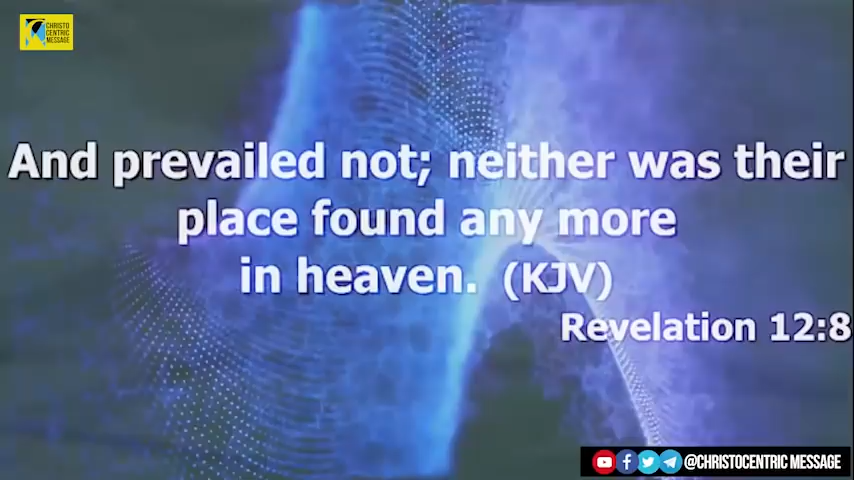 CHRISTO
CENTRIC
MESSAGE
And prevailed not; neither was their
place found any more
in heaven. (KJV)
Revelation 12:8
@CHRISTOCENTRIC MESSAGE